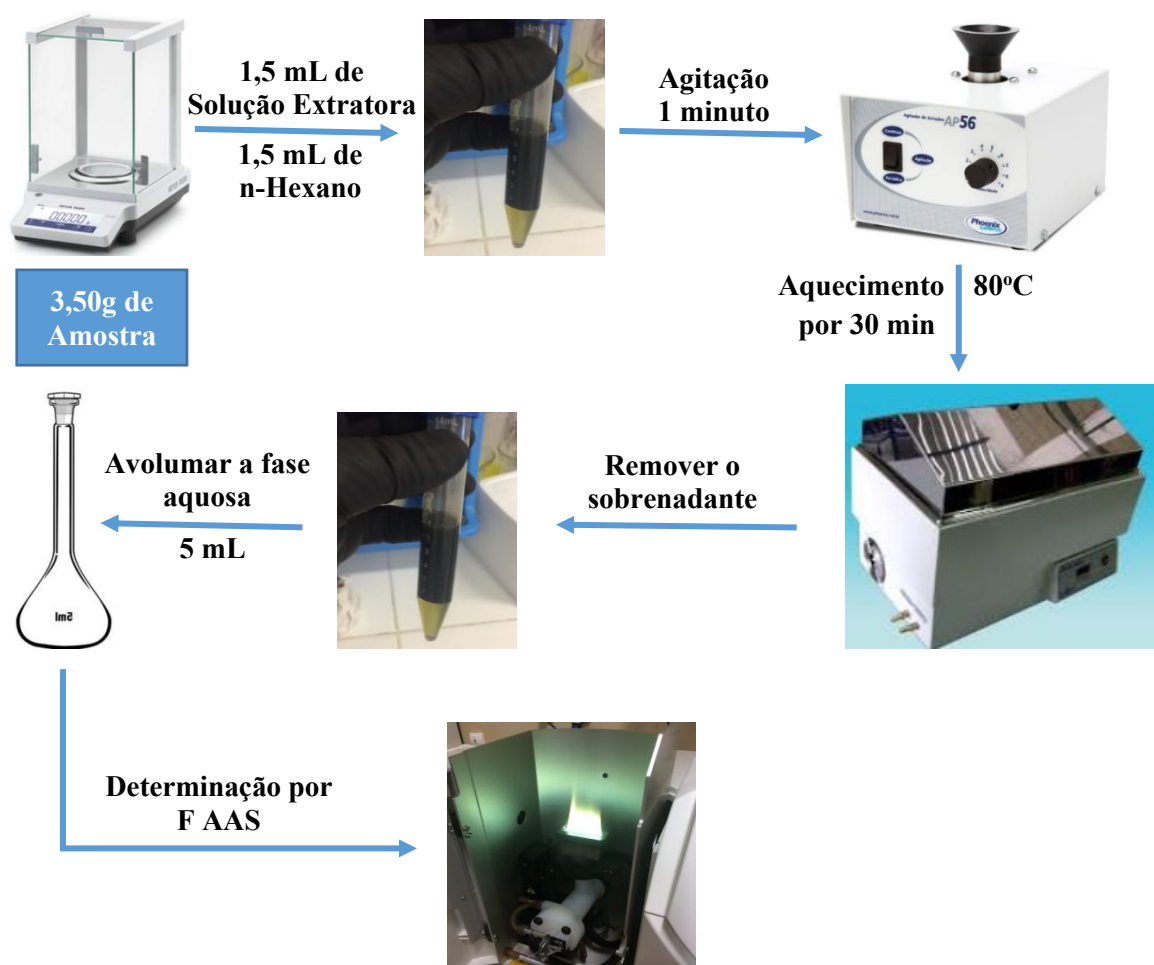 1,5 mL de
Solução Extratora
1,5 mL de
n-Hexano
Agitação
1 minuto
AP56
Phoenix
00000
3,50g de
Amostra
Aquecimento
por 30 min
80ºC
Remover o
sobrenadante
Avolumar a fase
aquosa
5 mL
5ml
Determinação por
F AAS